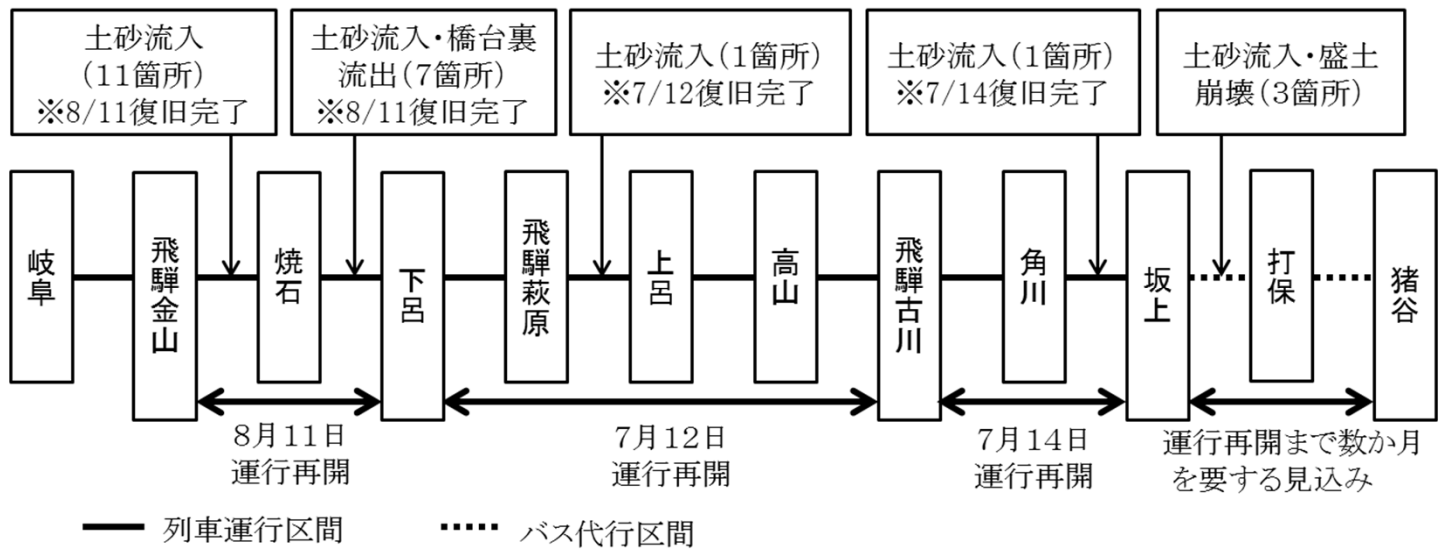 土砂流入
(11箇所)
※8/11復旧完了
土砂流入・橋台裏
流出(7箇所)
※8/11復旧完了
土砂流入(1箇所)
※7/12復旧完了
土砂流入(1箇所)
※7/14復旧完了
土砂流入・盛土
崩壊(3箇所)
岐阜
飛騨金山
焼石
下呂
飛騨萩原
上呂
高山
飛騨古川
角川
坂上
打保
猪谷
8月11日
運行再開
7月12日
運行再開
7月14日
運行再開
運行再開まで数か月
を要する見込み
列車運行区間
バス代行区間